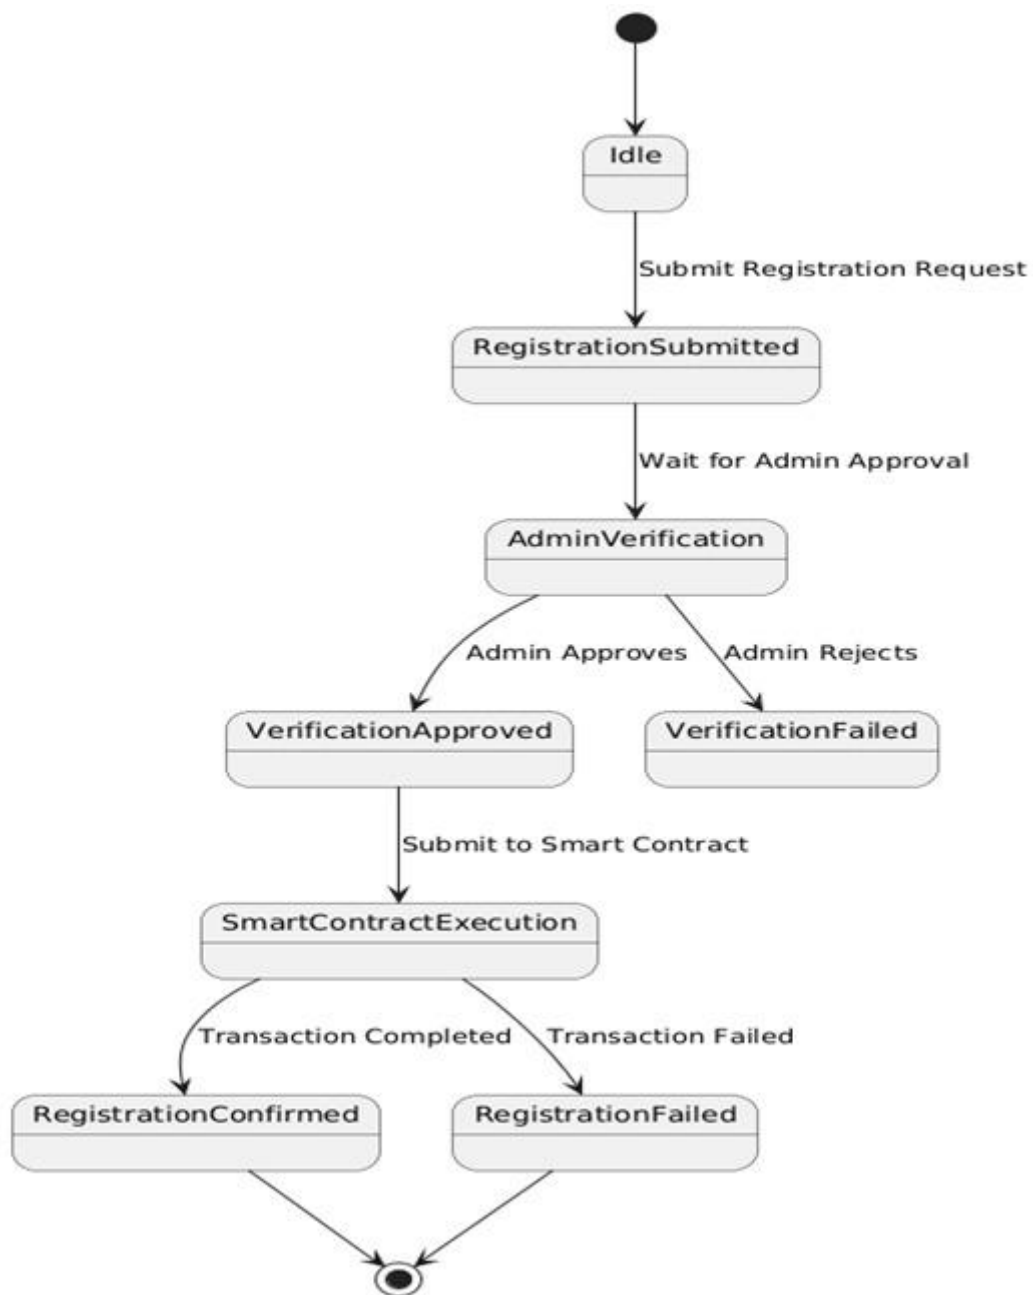 Idle
Submit Registration Request
RegistrationSubmitted
Wait for Admin Approval
AdminVerification
Admin Approves
Admin Rejects
VerificationApproved
VerificationFailed
Submit to Smart Contract
SmartContractExecution
Transaction Completed
Transaction Failed
RegistrationConfirmed
RegistrationFailed